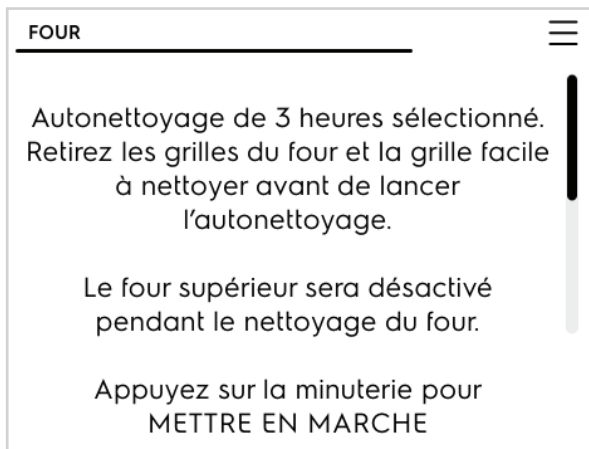 FOUR
Autonettoyage de 3 heures sélectionné.
Retirez les grilles du four et la grille facile
à nettoyer avant de lancer
l'autonettoyage.
Le four supérieur sera désactivé
pendant le nettoyage du four.
Appuyez sur la minuterie pour
METTRE EN MARCHE